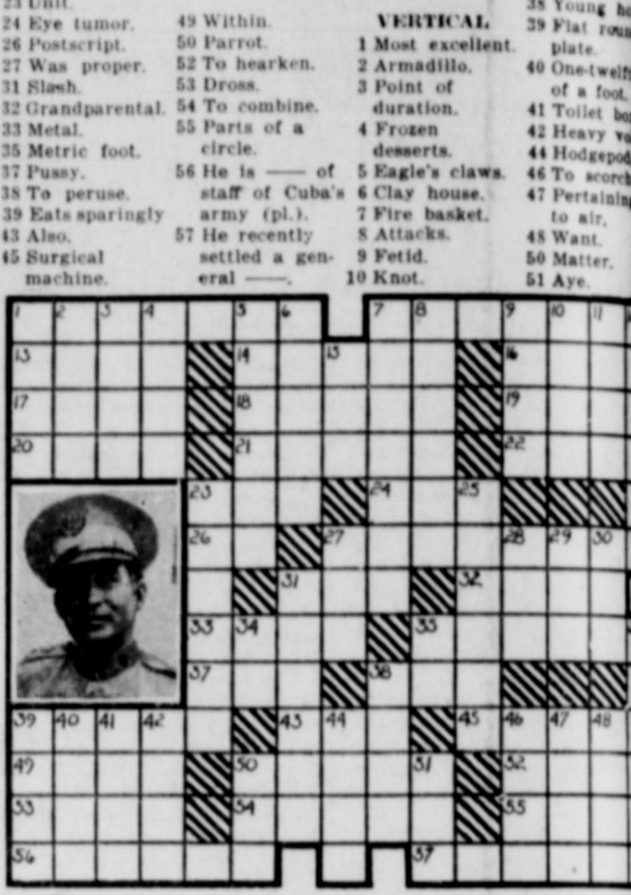 23 Unit.
24 Eye tumor.
26 Postscript.
27 Was proper.
31 Slash.
32 Grandparental.
33 Metal.
35 Metric foot.
37 Pussy.
38 To peruse.
39 Eats sparingly
43 Also.
45 Surgical
machine.
49 Within.
50 Parrot.
52 To hearken.
53 Dross.
54 To combine.
55 Parts of a
circle.
56 He is —— of
staff of Cuba's
army (pl.).
57 He recently
settled a gen-
eral ——.
VERTICAL
1 Most excellent.
2 Armadillo.
3 Point of
duration.
4 Frozen
desserts.
5 Eagle's claws.
6 Clay house.
7 Fire basket.
8 Attacks.
9 Fetid.
10 Knot.
38 Young
39 Flat
plate.
40
of a foot.
41 Toilet
42 Heavy
44
46 To
47
to air.
48 Want.
50 Matter.
51 Aye.
1 2 3 4 5 6 7 8 9 10 11
13 14 15 16
17 18 19
20 21 22
23 24 25
26 27 28 29 30
31 32
33 34 35
37 38
39 40 41 42 43 44 45 46 47 48
49 50 51 52
53 54 55
56 57